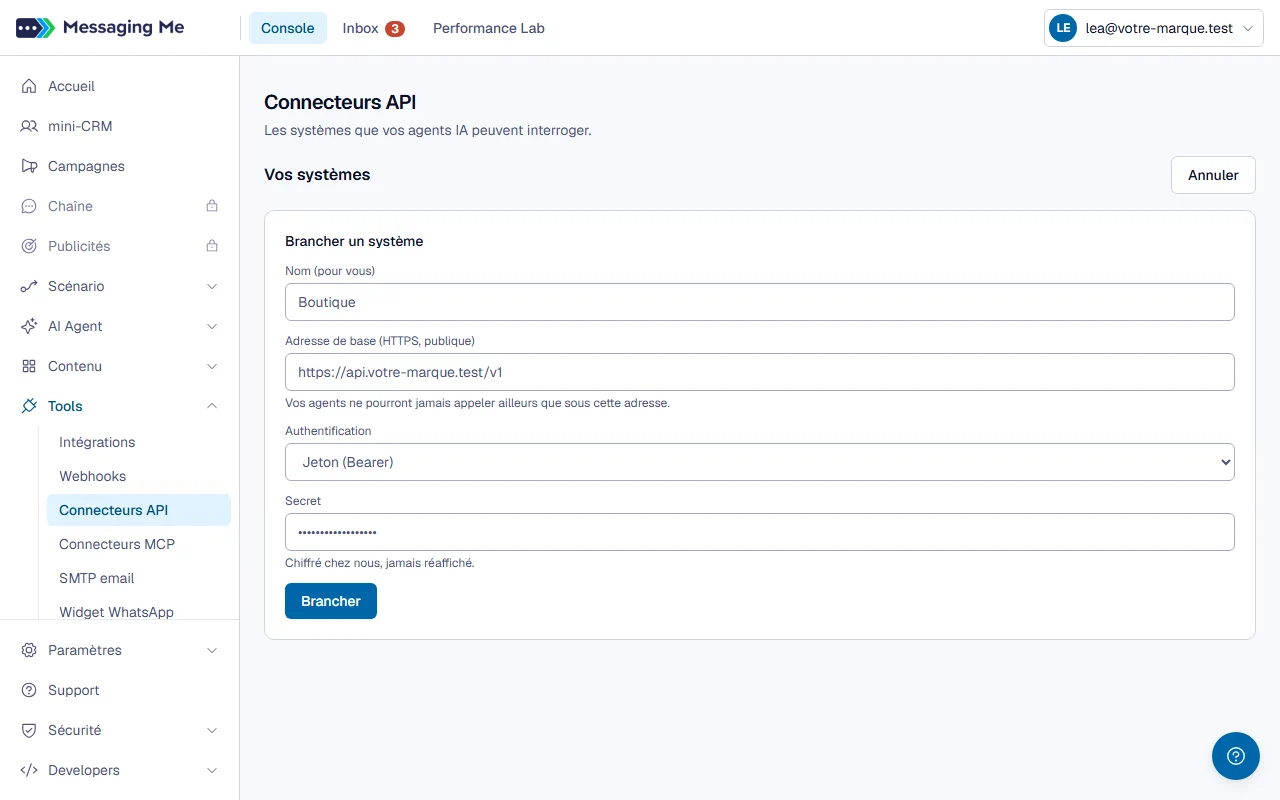 Messaging Me
Console
Inbox 3
Performance Lab
LE lea@votre-marque.test
Accueil
mini-CRM
Campagnes
Chaîne
Publicités
Scénario
AI Agent
Contenu
Tools
Intégrations
Webhooks
Connecteurs API
Connecteurs MCP
SMTP email
Widget WhatsApp
Paramètres
Support
Sécurité
Developers
Connecteurs API
Les systèmes que vos agents IA peuvent interroger.
Vos systèmes
Annuler
Brancher un système
Nom (pour vous)
Boutique
Adresse de base (HTTPS, publique)
https://api.votre-marque.test/v1
Vos agents ne pourront jamais appeler ailleurs que sous cette adresse.
Authentification
Jeton (Bearer)
Secret
••••••••••••••••••
Chiffré chez nous, jamais réaffiché.
Brancher